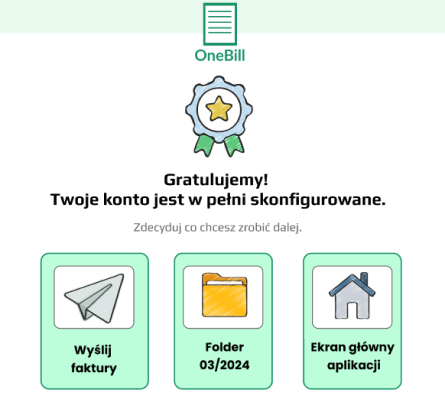 OneBill
Gratulujemy!
Twoje konto jest w pełni skonfigurowane.
Zdecyduj co chcesz zrobić dalej.
Wyślij
faktury
Folder
03/2024
Ekran główny
aplikacji